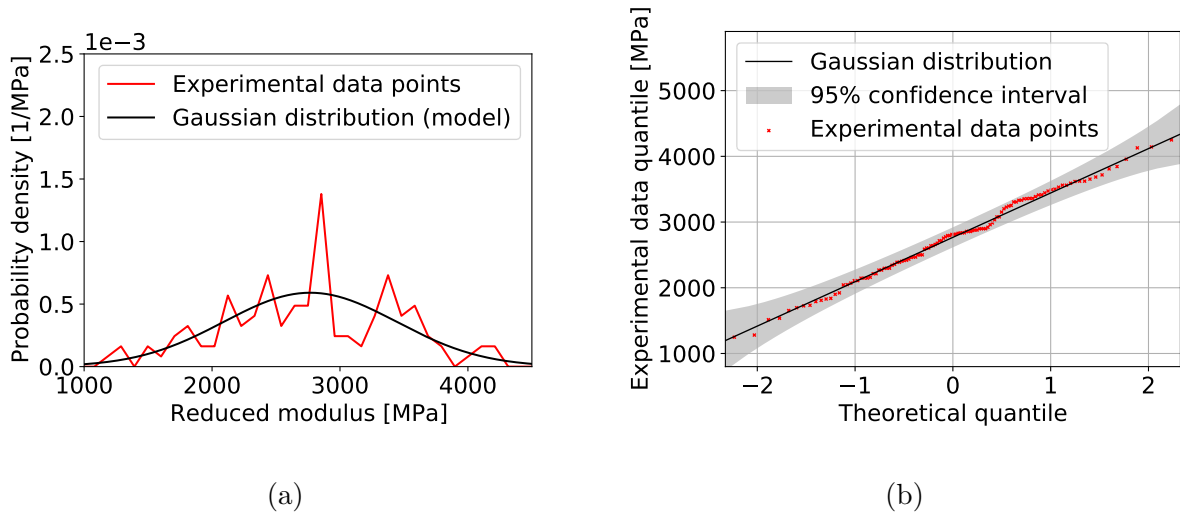 1e−3
Probability density [1/MPa]
2.5
2.0
1.5
1.0
0.5
0.0
Experimental data points
Gaussian distribution (model)
1000
2000
3000
4000
Reduced modulus [MPa]
(a)
Experimental data quantile [MPa]
5000
4000
3000
2000
1000
Gaussian distribution
95% confidence interval
Experimental data points
−2
−1
0
1
2
Theoretical quantile
(b)